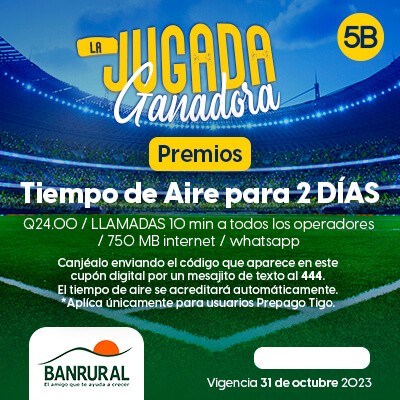 LA
JUGADA
Ganadora
5B
Premios
Tiempo de Aire para 2 DÍAS
Q24.00 / LLAMADAS 10 min a todos los operadores
/ 750 MB internet / whatsapp
Canjéalo enviando el código que aparece en este
cupón digital por un mesajito de texto al 444.
El tiempo de aire se acreditará automáticamente.
*Aplíca únicamente para usuarios Prepago Tigo.
BANRURAL
El amigo que te ayuda a crecer
Vigencia 31 de octubre 2023